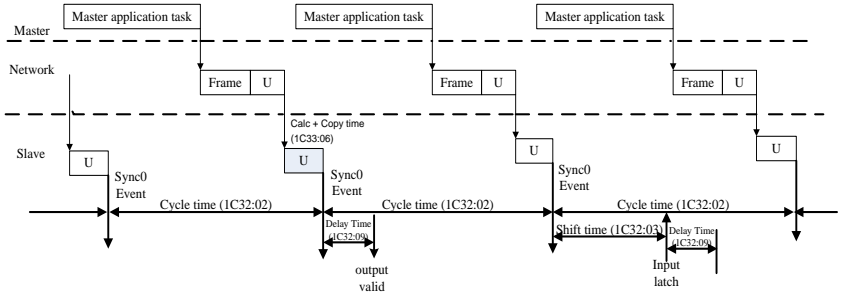 Master application task
Master application task
Master application task
Master
Network
Frame
U
Frame
U
Frame
U
Calc + Copy time
(1C33:06)
Slave
U
U
U
U
Sync0
Event
Sync0
Event
Sync0
Event
Cycle time (1C32:02)
Cycle time (1C32:02)
Cycle time (1C32:02)
Delay Time
(1C32:09)
Shift time (1C32:03)
Delay Time
(1C32:09)
output
valid
Input
latch